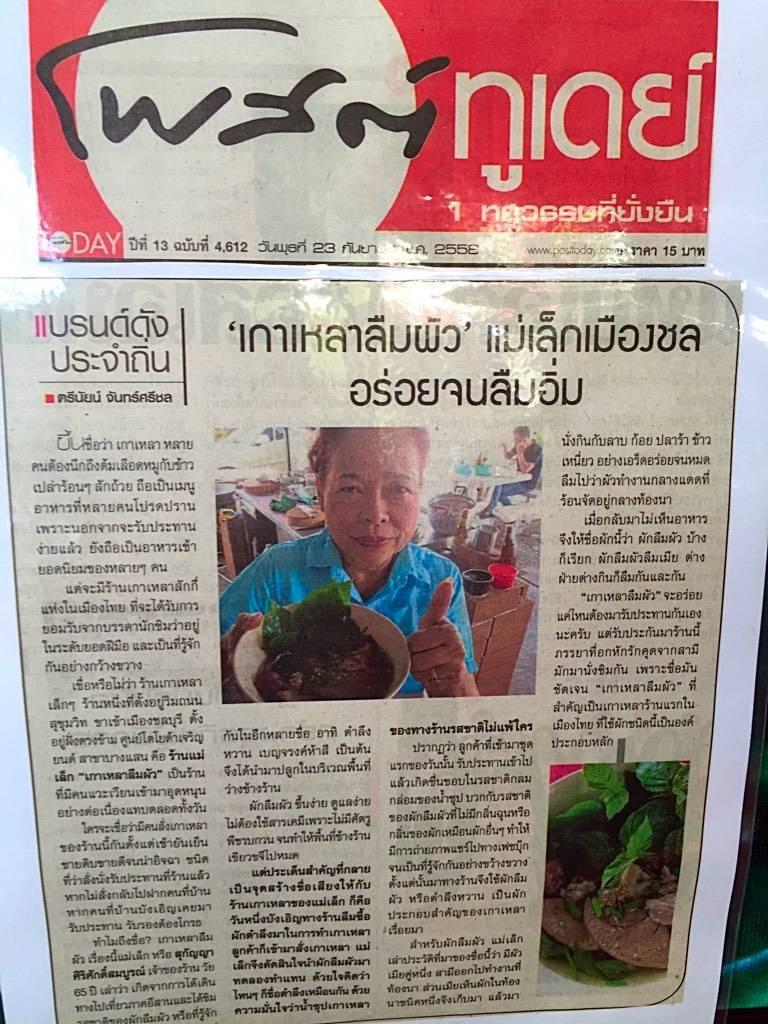 โพสต์ทูเดย์
1 ทศวรรษที่ยั่งยืน
TODAY ปีที่ 13 ฉบับที่ 4,612 วันพุธที่ 23 กันยา พ.ศ. 2558 www.posttoday.com ราคา 15 บาท
แบรนด์ดัง
ประจำถิ่น
ตรีนัยน์ จันทร์ศรีชล
‘เกาเหลาลืมผัว’ แม่เล็กเมืองชล
อร่อยจนลืมอิ่ม
ขึ้นชื่อว่า เกาเหลา หลาย
คนต้องนึกถึงต้มเลือดหมูกับข้าว
เปล่าร้อนๆ สักถ้วย ถือเป็นเมนู
อาหารที่หลายคนโปรดปราน
เพราะนอกจากจะรับประทาน
ง่ายแล้ว ยังถือเป็นอาหารเช้า
ยอดนิยมของหลายๆ คน
แต่จะมีร้านเกาเหลาสักกี่
แห่งในเมืองไทย ที่จะได้รับการ
ยอมรับจากบรรดานักชิมว่าอยู่
ในระดับยอดฝีมือ และเป็นที่รู้จัก
กันอย่างกว้างขวาง
เชื่อหรือไม่ว่า ร้านเกาเหลา
เล็กๆ ร้านหนึ่งที่ตั้งอยู่ริมถนน
สุขุมวิท ขาเข้าเมืองชลบุรี ตั้ง
อยู่ฝั่งตรงข้าม ศูนย์โตโยต้าเจริญ
ยนต์ สาขาบางแสน คือ ร้านแม่
เล็ก “เกาเหลาลืมผัว” เป็นร้าน
ที่มีคนแวะเวียนเข้ามาอุดหนุน
อย่างต่อเนื่องแทบตลอดทั้งวัน
ใครจะเชื่อว่ามีคนสั่งเกาเหลา
ของร้านนี้กันตั้งแต่เช้ายันเย็น
ขายดิบขายดีจนน่าอิจฉา ชนิด
ที่ว่าสั่งนั่งรับประทานที่ร้านแล้ว
หากไม่สั่งกลับไปฝากคนที่บ้าน
หากคนที่บ้านบังเอิญเคยมา
รับประทาน รับรองต้องโกรธ
ทำไมถึงชื่อ? เกาเหลาลืม
ผัว เรื่องนี้แม่เล็ก หรือ สุกัญญา
ศิริศักดิ์สมบูรณ์ เจ้าของร้าน วัย
65 ปี เล่าว่า เกิดจากการได้เดิน
ทางไปเที่ยวภาคอีสานและได้ชิม
รสชาติของผักลืมผัว หรือที่รู้จัก
กันในอีกหลายชื่อ อาทิ ตำลึง
หวาน เบญจรงค์ห้าสี เป็นต้น
จึงได้นำมาปลูกในบริเวณพื้นที่
ว่างข้างร้าน
ผักลืมผัว ขึ้นง่าย ดูแลง่าย
ไม่ต้องใช้สารเคมีเพราะไม่มีศัตรู
พืชรบกวน จนทำให้พื้นที่ข้างร้าน
เขียวขจีไปหมด
แต่ประเด็นสำคัญที่กลาย
เป็นจุดสร้างชื่อเสียงให้กับ
ร้านเกาเหลาของแม่เล็ก ก็คือ
วันหนึ่งบังเอิญทางร้านลืมซื้อ
ผักตำลึงมาในการทำเกาเหลา
ลูกค้าก็เข้ามาสั่งเกาเหลา แม่
เล็กจึงตัดสินใจนำผักลืมผัวมา
ทดลองทำแทน ด้วยใจคิดว่า
ไหนๆ ก็ชื่อตำลึงเหมือนกัน ด้วย
ความมั่นใจว่าน้ำซุปเกาเหลา
ของทางร้านรสชาติไม่แพ้ใคร
ปรากฏว่า ลูกค้าที่เข้ามาชุด
แรกของวันนั้น รับประทานเข้าไป
แล้วเกิดชื่นชอบในรสชาติกลม
กล่อมของน้ำซุป บวกกับรสชาติ
ของผักลืมผัวที่ไม่มีกลิ่นฉุนหรือ
กลิ่นของผักเหมือนผักอื่นๆ ทำให้
มีการถ่ายภาพแชร์ไปทางเฟซบุ๊ก
จนเป็นที่รู้จักกันอย่างขว้างขวาง
ตั้งแต่นั้นมาทางร้านจึงใช้ผักลืม
ผัว หรือตำลึงหวาน เป็นผัก
ประกอบสำคัญของเกาเหลา
เรื่อยมา
สำหรับผักลืมผัว แม่เล็ก
เล่าประวัติที่มาของชื่อนี้ว่า มีผัว
เมียคู่หนึ่ง สามีออกไปทำงานที่
ท้องนา ส่วนเมียเห็นผักในท้อง
นาชนิดหนึ่งจึงเก็บมา แล้วมา
นั่งกินกับลาบ ก้อย ปลาร้า ข้าว
เหนียว อย่างเอร็ดอร่อยจนหมด
ลืมไปว่าผัวทำงานกลางแดดที่
ร้อนจัดอยู่กลางท้องนา
เมื่อกลับมาไม่เห็นอาหาร
จึงให้ชื่อผักนี้ว่า ผักลืมผัว บ้าง
ก็เรียก ผักลืมผัวลืมเมีย ต่าง
ฝ่ายต่างกินก็ลืมกันและกัน
“เกาเหลาลืมผัว” จะอร่อย
แค่ไหนต้องมารับประทานกันเอง
นะครับ แต่รับประกันมาร้านนี้
ภรรยาที่อกหักรักคุดจากสามี
มักมานั่งชิมกัน เพราะชื่อมัน
ชัดเจน “เกาเหลาลืมผัว” ที่
สำคัญเป็นเกาเหลาร้านแรกใน
เมืองไทย ที่ใช้ผักชนิดนี้เป็นองค์
ประกอบหลัก